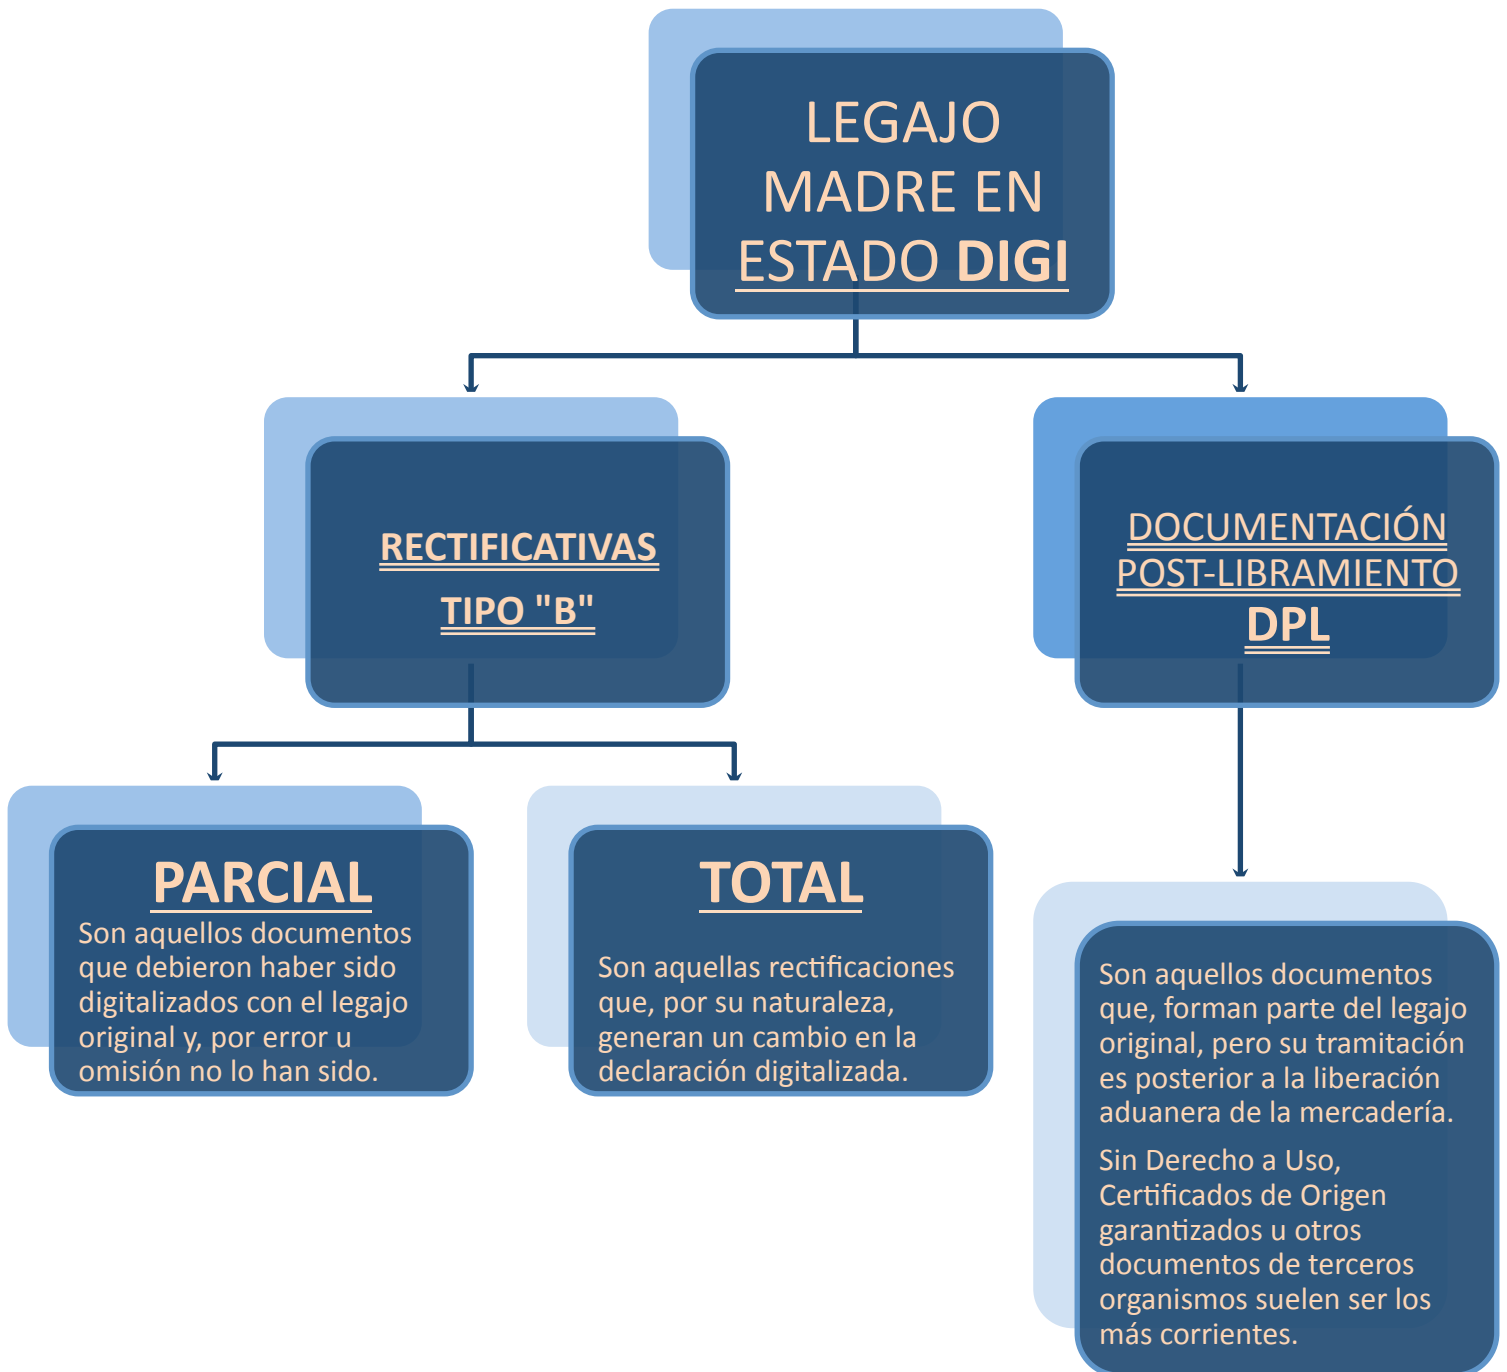 LEGAJO
MADRE EN
ESTADO DIGI
RECTIFICATIVAS
TIPO "B"
DOCUMENTACIÓN
POST-LIBRAMIENTO
DPL
PARCIAL
Son aquellos documentos
que debieron haber sido
digitalizados con el legajo
original y, por error u
omisión no lo han sido.
TOTAL
Son aquellas rectificaciones
que, por su naturaleza,
generan un cambio en la
declaración digitalizada.
Son aquellos documentos
que, forman parte del legajo
original, pero su tramitación
es posterior a la liberación
aduanera de la mercadería.
Sin Derecho a Uso,
Certificados de Origen
garantizados u otros
documentos de terceros
organismos suelen ser los
más corrientes.